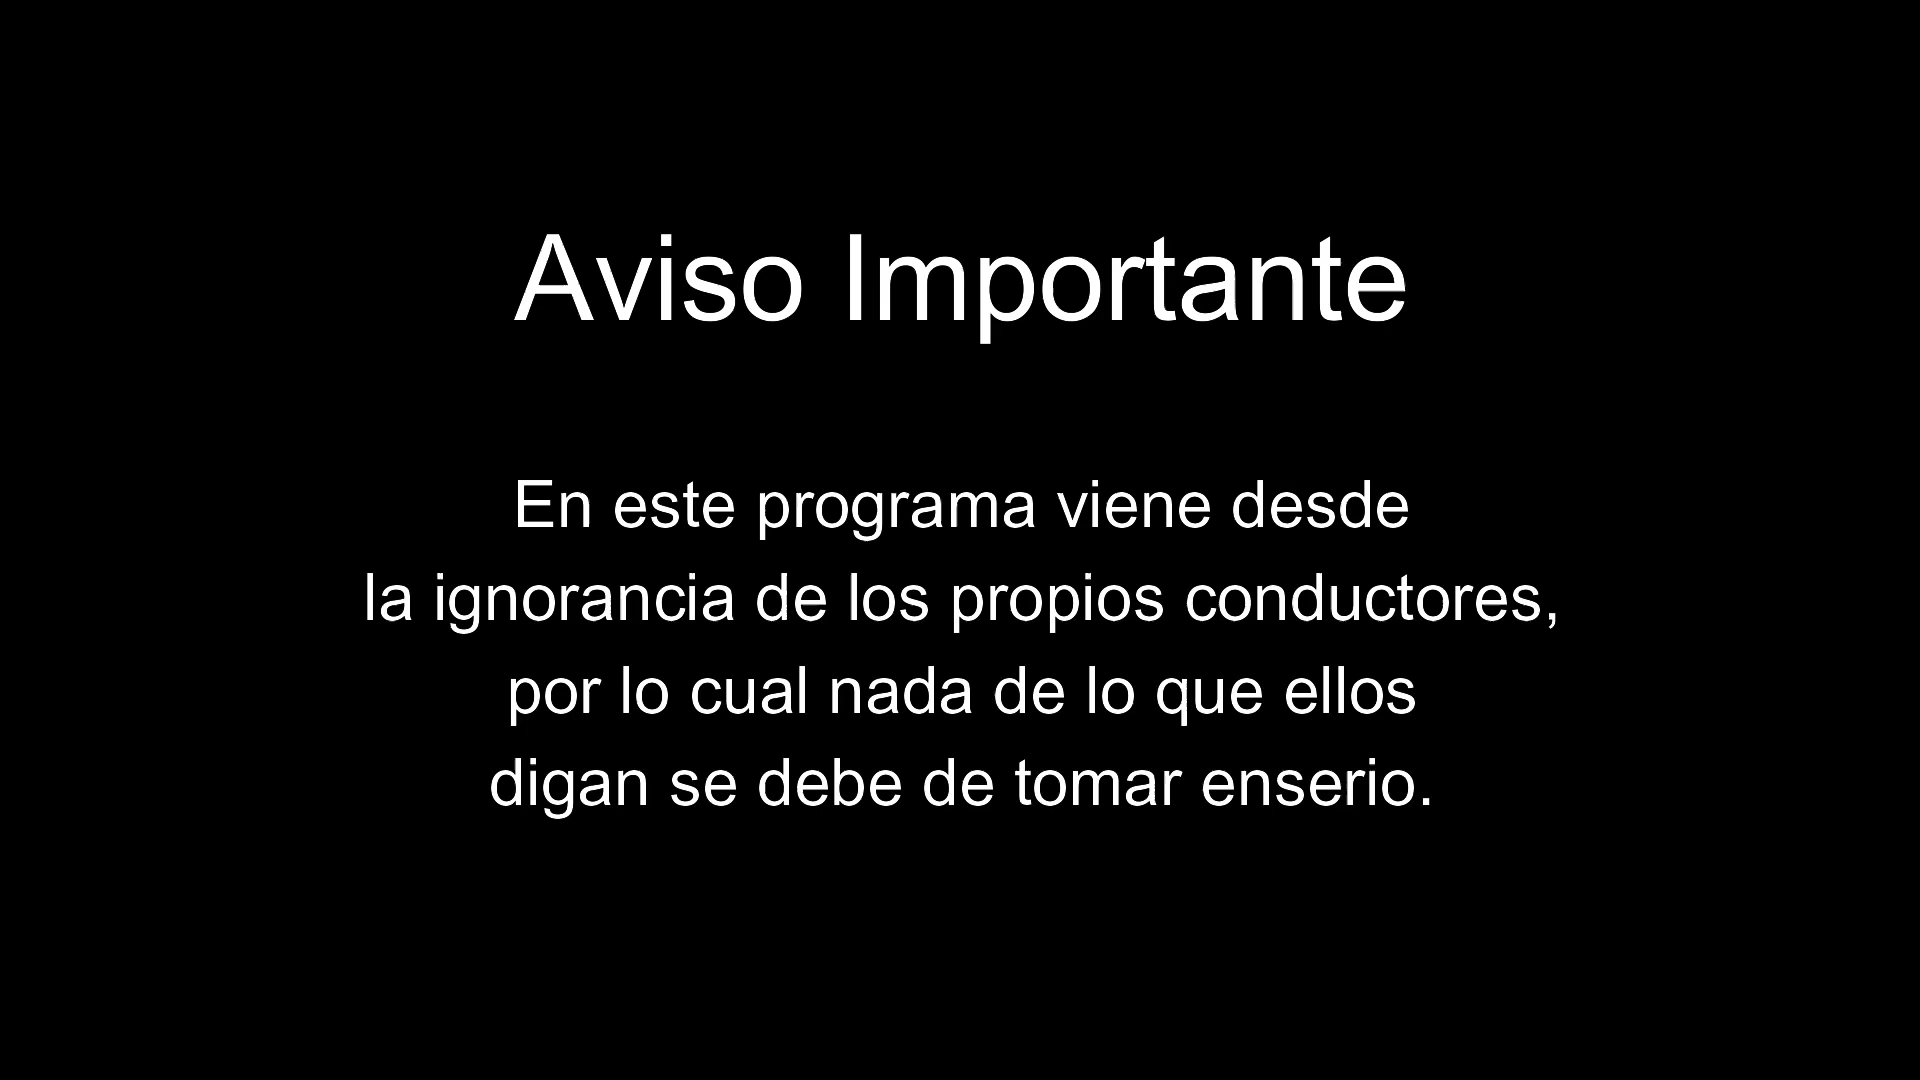 Aviso Importante
En este programa viene desde
la ignorancia de los propios conductores,
por lo cual nada de lo que ellos
digan se debe de tomar enserio.